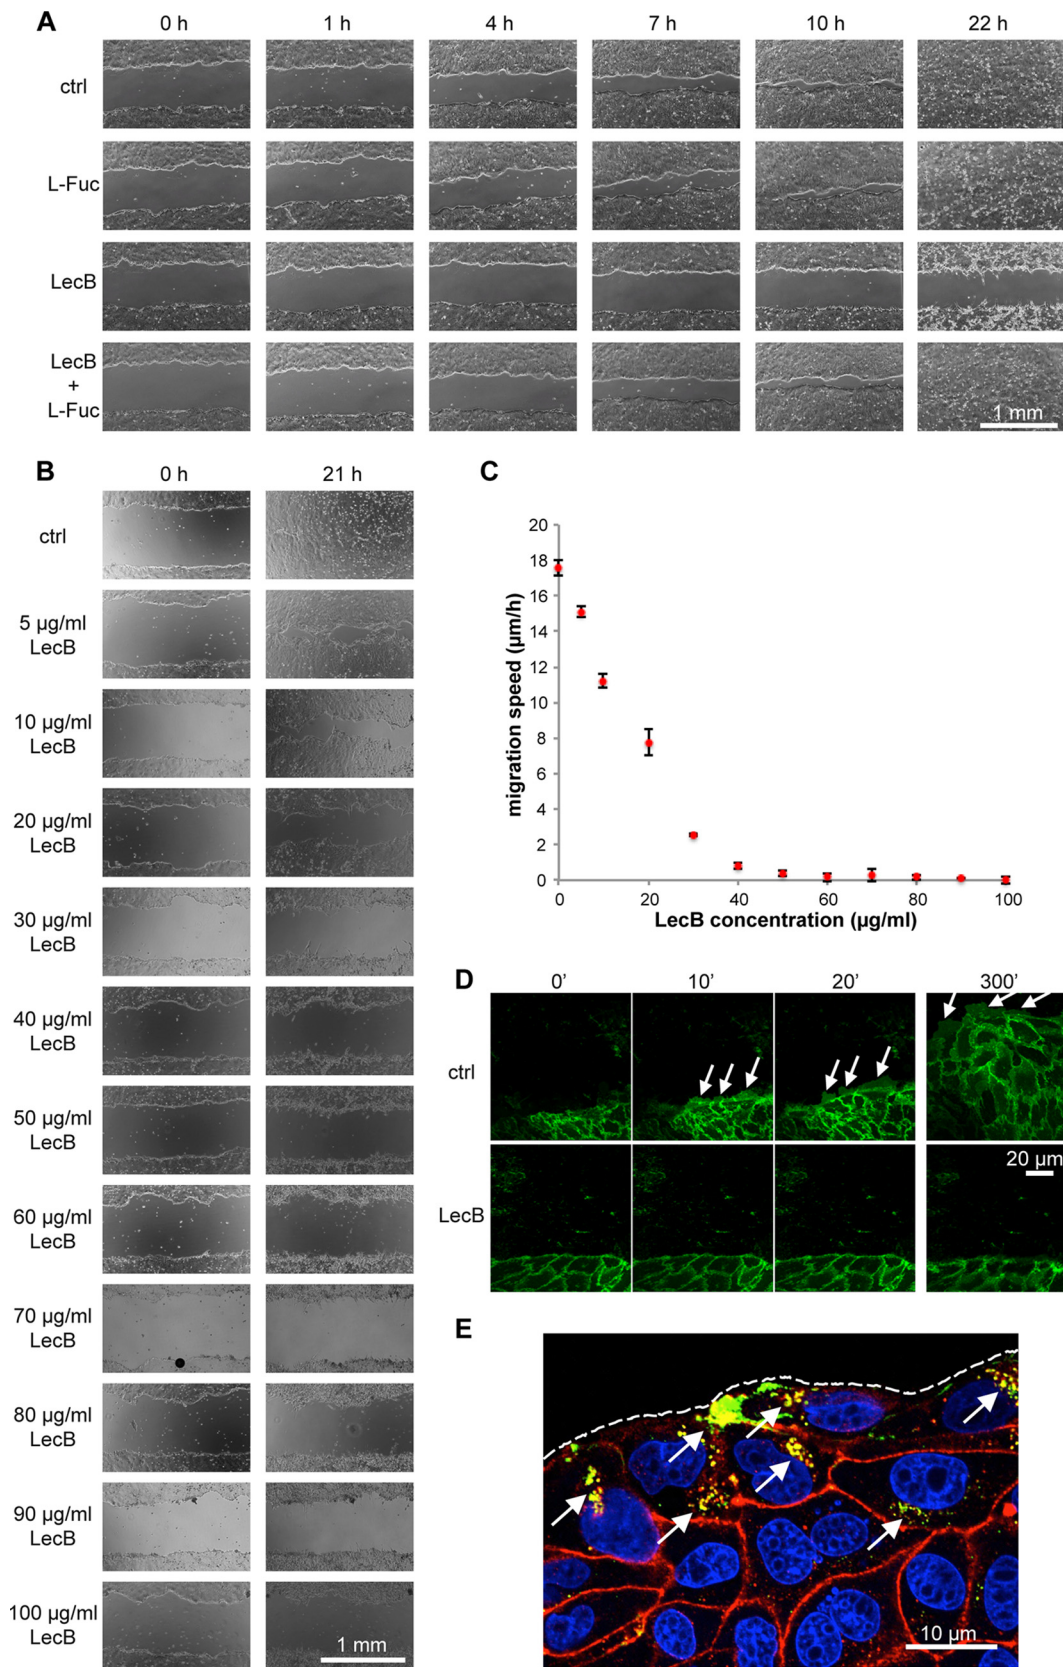 A
0 h 1 h 4 h 7 h 10 h 22 h
ctrl
L-Fuc
LecB
LecB
+
L-Fuc
1 mm
B
0 h 21 h
ctrl
5 µg/ml
LecB
10 µg/ml
LecB
20 µg/ml
LecB
30 µg/ml
LecB
40 µg/ml
LecB
50 µg/ml
LecB
60 µg/ml
LecB
70 µg/ml
LecB
80 µg/ml
LecB
90 µg/ml
LecB
100 µg/ml
LecB
1 mm
C
migration speed (µm/h)
20
18
16
14
12
10
8
6
4
2
0
0 20 40 60 80 100
LecB concentration (µg/ml)
D
0’ 10’ 20’ 300’
ctrl
20 µm
LecB
E
10 µm